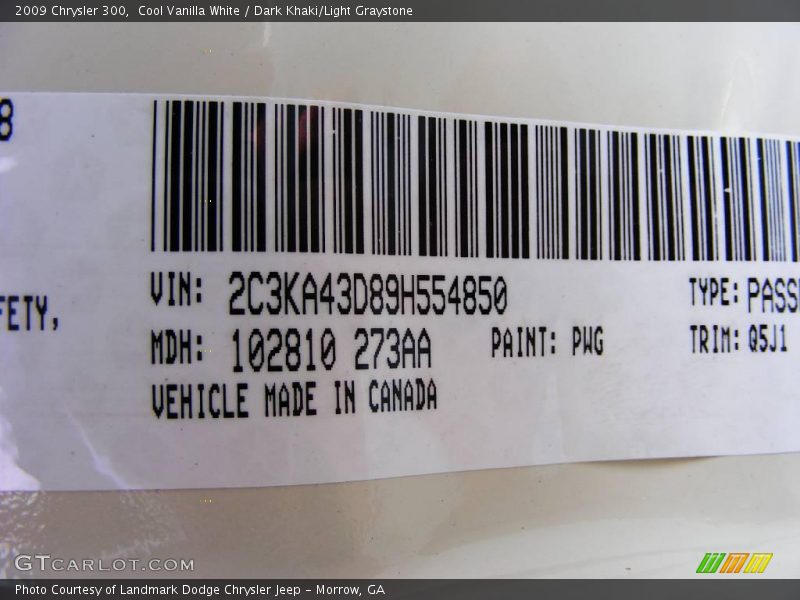 2009 Chrysler 300,  Cool Vanilla White / Dark Khaki/Light Graystone
8
VIN: 2C3KA43D89H554850 TYPE: PASS
FETY,
MDH: 102810 273AA PAINT: PWG TRIM: Q5J1
VEHICLE MADE IN CANADA
GTCARLOT.COM
Photo Courtesy of Landmark Dodge Chrysler Jeep – Morrow, GA